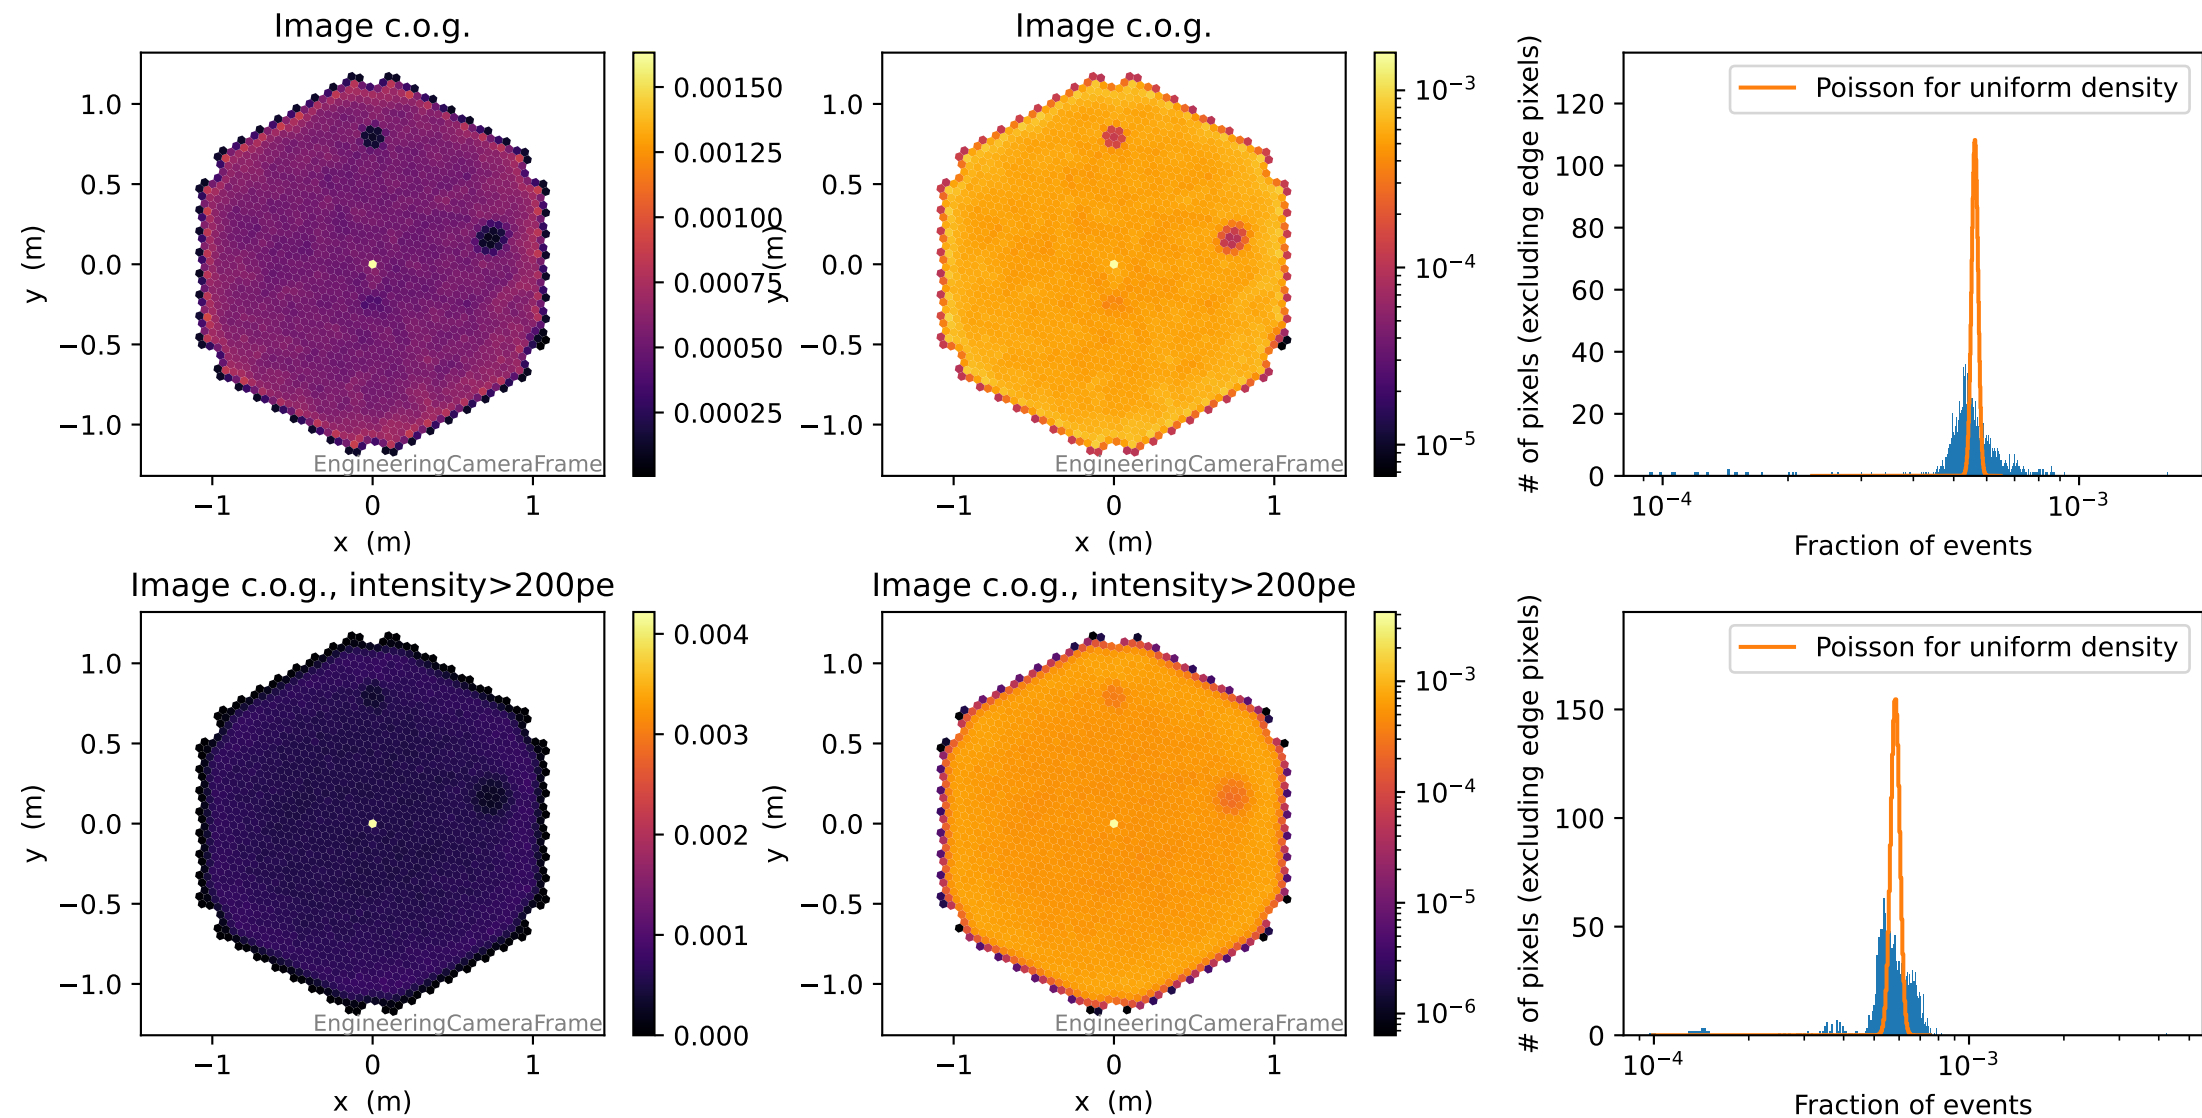 Image c.o.g.
y (m)
1.0
0.5
0.0
−0.5
−1.0
−1 0 1
x (m)
EngineeringCameraFrame
0.00150
0.00125
0.00100
0.00075
0.00050
0.00025
Image c.o.g.
y (m)
1.0
0.5
0.0
−0.5
−1.0
−1 0 1
x (m)
EngineeringCameraFrame
10⁻³
10⁻⁴
10⁻⁵
# of pixels (excluding edge pixels)
Poisson for uniform density
120
100
80
60
40
20
0
10⁻⁴ 10⁻³
Fraction of events
Image c.o.g., intensity>200pe
y (m)
1.0
0.5
0.0
−0.5
−1.0
−1 0 1
x (m)
EngineeringCameraFrame
0.004
0.003
0.002
0.001
0.000
Image c.o.g., intensity>200pe
y (m)
1.0
0.5
0.0
−0.5
−1.0
−1 0 1
x (m)
EngineeringCameraFrame
10⁻³
10⁻⁴
10⁻⁵
10⁻⁶
# of pixels (excluding edge pixels)
Poisson for uniform density
150
100
50
0
10⁻⁴ 10⁻³
Fraction of events